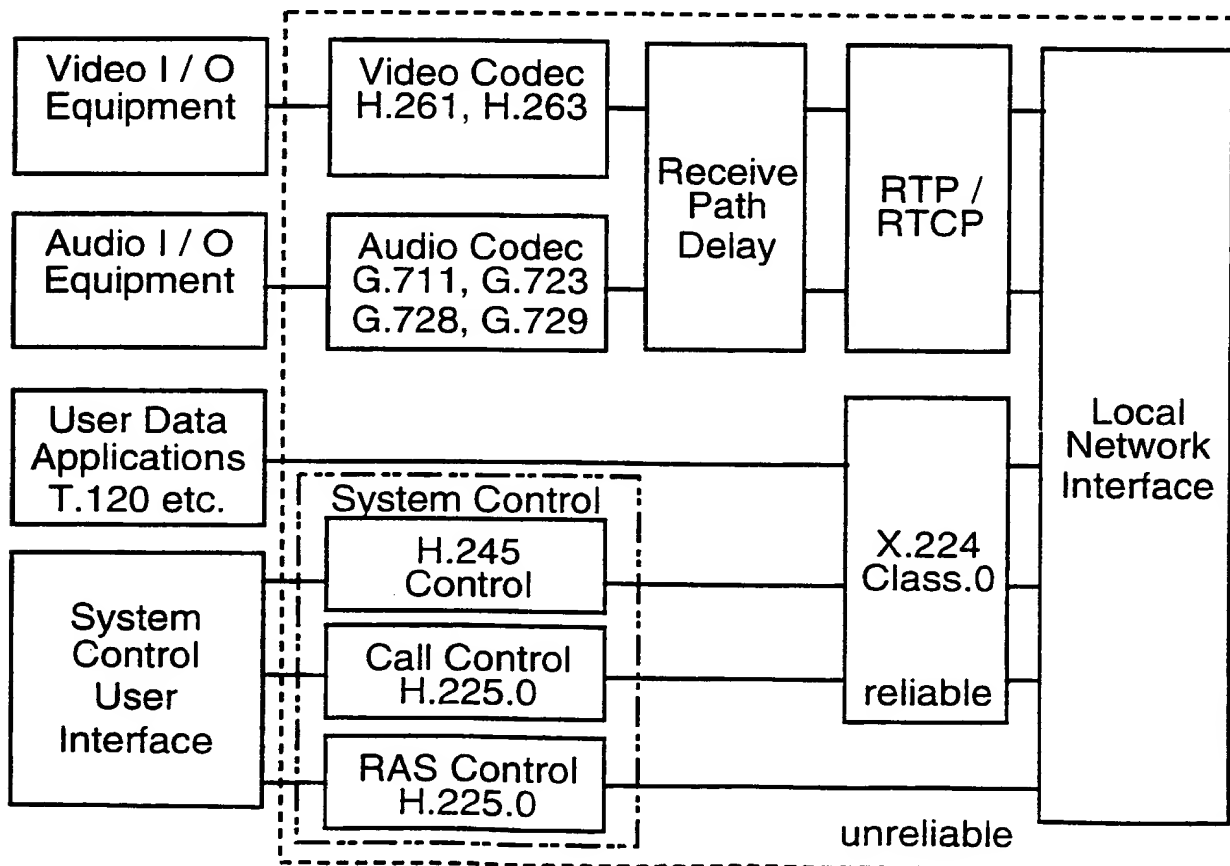 Video I / O
Equipment
Video Codec
H.261, H.263
Receive
Path
Delay
RTP /
RTCP
Audio I / O
Equipment
Audio Codec
G.711, G.723
G.728, G.729
User Data
Applications
T.120 etc.
System Control
H.245
Control
X.224
Class.0
reliable
Local
Network
Interface
System
Control
User
Interface
Call Control
H.225.0
RAS Control
H.225.0
unreliable